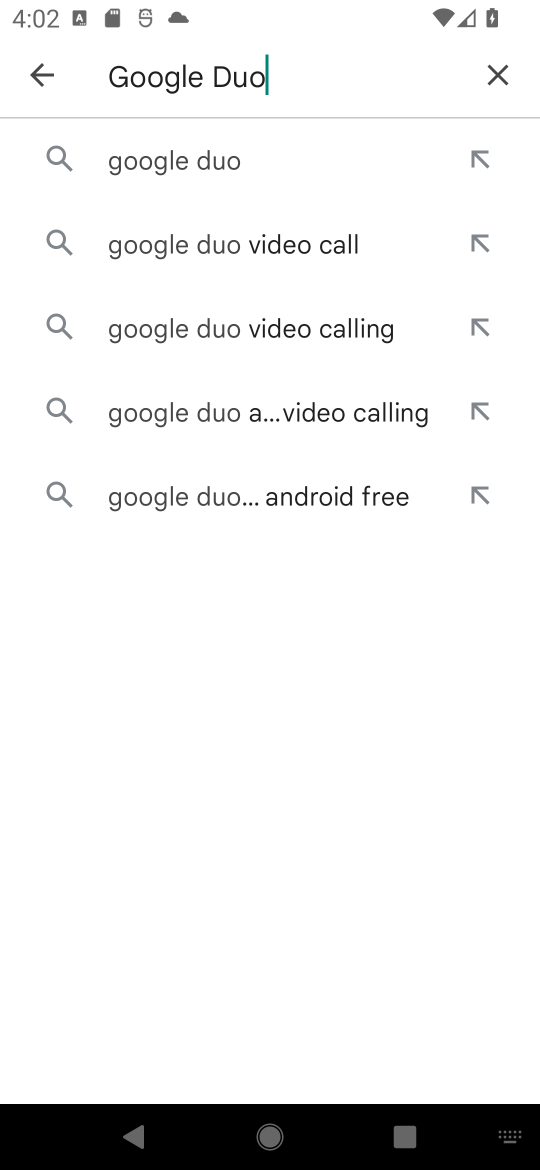 4:02
Google Duo
google duo
google duo video call
google duo video calling
google duo a...video calling
google duo... android free